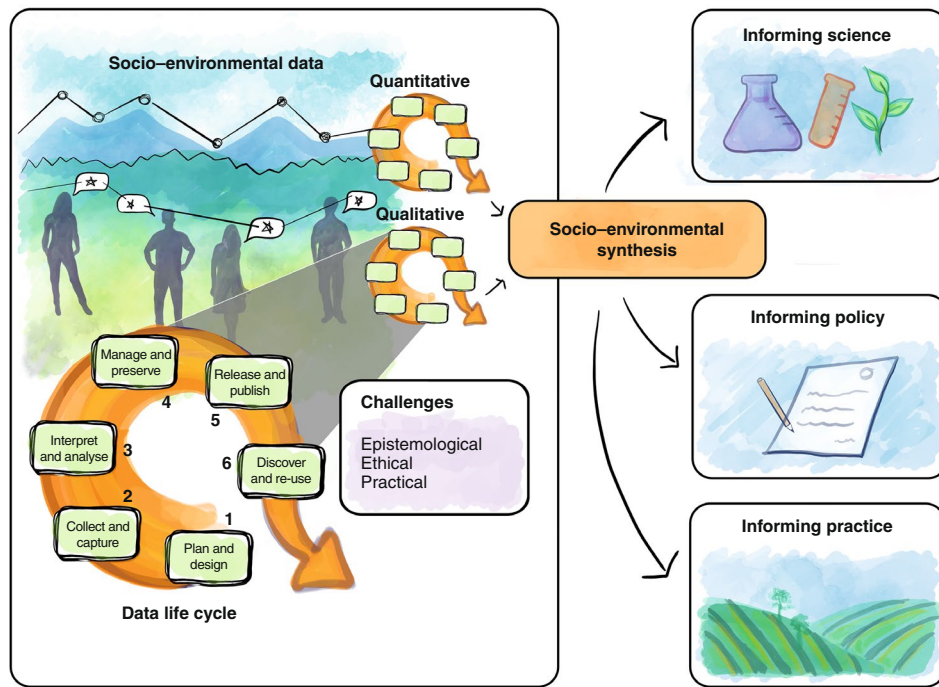 Socio–environmental data
Quantitative
Qualitative
Manage and
preserve
Release and
publish
4
5
Interpret
and analyse
3
6
Discover
and re-use
2
Collect and
capture
1
Plan and
design
Data life cycle
Challenges
Epistemological
Ethical
Practical
Socio–environmental
synthesis
Informing science
Informing policy
Informing practice